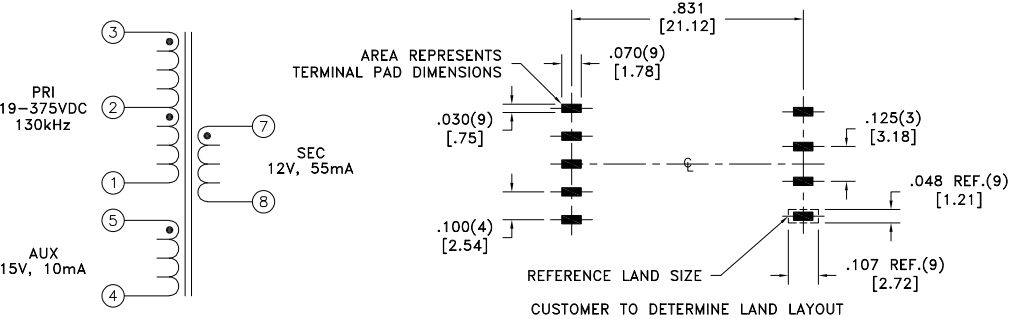 3
PRI
19-375VDC
130kHz
2
1
5
AUX
15V, 10mA
4
7
SEC
12V, 55mA
8
.831
[21.12]
AREA REPRESENTS
TERMINAL PAD DIMENSIONS
.070(9)
[1.78]
.030(9)
[.75]
.125(3)
[3.18]
℄
.048 REF.(9)
[1.21]
.100(4)
[2.54]
REFERENCE LAND SIZE
.107 REF.(9)
[2.72]
CUSTOMER TO DETERMINE LAND LAYOUT